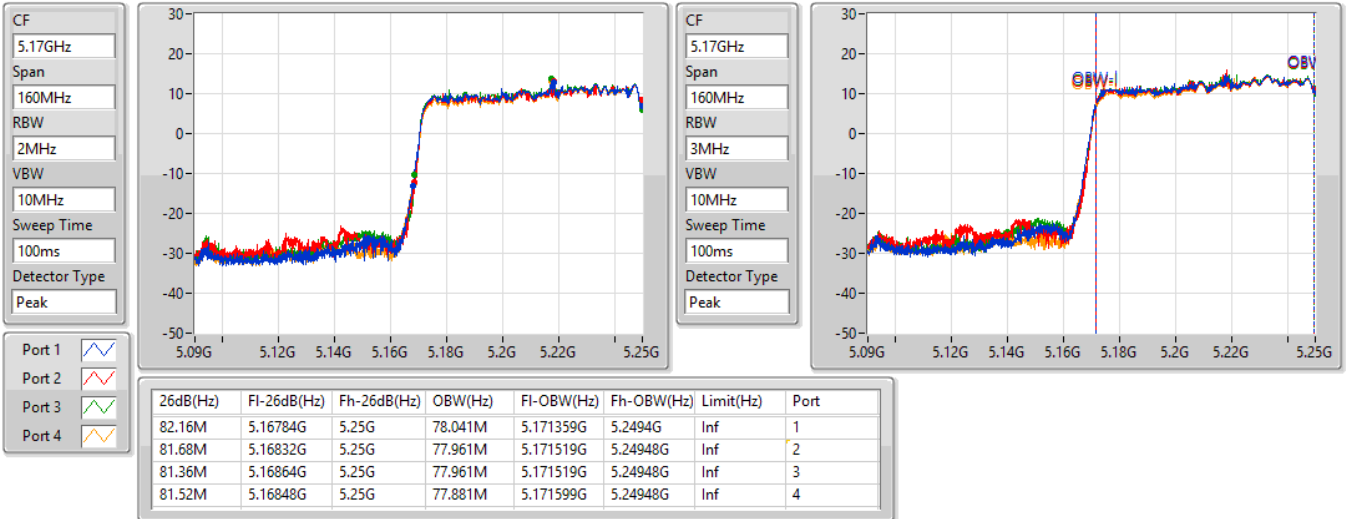 CF
5.17GHz
Span
160MHz
RBW
2MHz
VBW
10MHz
Sweep Time
100ms
Detector Type
Peak
30
20
10
0
-10
-20
-30
-40
-50
5.09G 5.12G 5.14G 5.16G 5.18G 5.2G 5.22G 5.25G
CF
5.17GHz
Span
160MHz
RBW
3MHz
VBW
10MHz
Sweep Time
100ms
Detector Type
Peak
30
20
10
0
-10
-20
-30
-40
-50
OBW-l
OBW
5.09G 5.12G 5.14G 5.16G 5.18G 5.2G 5.22G 5.25G
Port 1
Port 2
Port 3
Port 4
26dB(Hz) Fl-26dB(Hz) Fh-26dB(Hz) OBW(Hz) Fl-OBW(Hz) Fh-OBW(Hz) Limit(Hz) Port
82.16M 5.16784G 5.25G 78.041M 5.171359G 5.2494G Inf 1
81.68M 5.16832G 5.25G 77.961M 5.171519G 5.24948G Inf 2
81.36M 5.16864G 5.25G 77.961M 5.171519G 5.24948G Inf 3
81.52M 5.16848G 5.25G 77.881M 5.171599G 5.24948G Inf 4